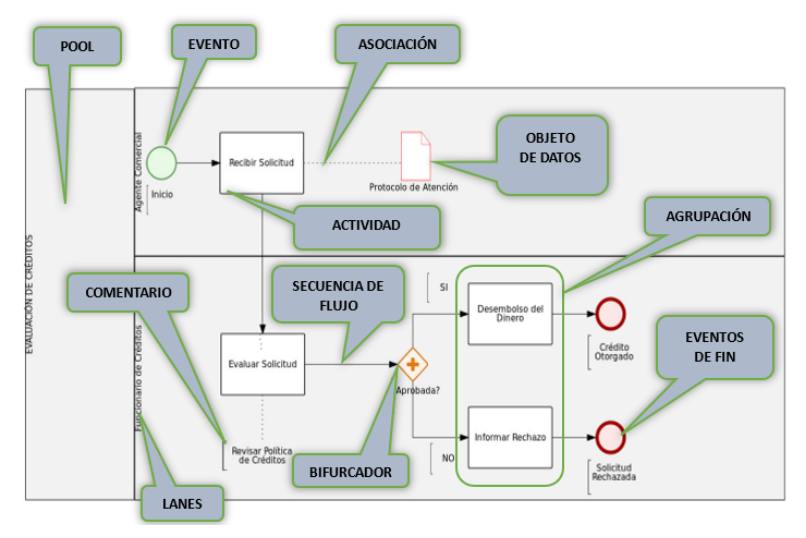 POOL
EVENTO
ASOCIACIÓN
OBJETO
DE DATOS
EVALUACIÓN DE CRÉDITOS
Agente Comercial
Inicio
Recibir Solicitud
Protocolo de Atención
ACTIVIDAD
AGRUPACIÓN
COMENTARIO
SECUENCIA DE
FLUJO
SI
Desembolso del
Dinero
Crédito
Otorgado
EVENTOS
DE FIN
Funcionario de Créditos
Evaluar Solicitud
Aprobada?
Revisar Política
de Créditos
BIFURCADOR
NO
Informar Rechazo
Solicitud
Rechazada
LANES